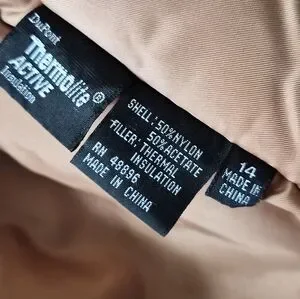 DuPont
Thermolite®
ACTIVE
Insulation
SHELL: 50%NYLON
50%ACETATE
FILLER: THERMAL
INSULATION
RN 48896
MADE IN
CHINA
14
MADE IN
CHINA